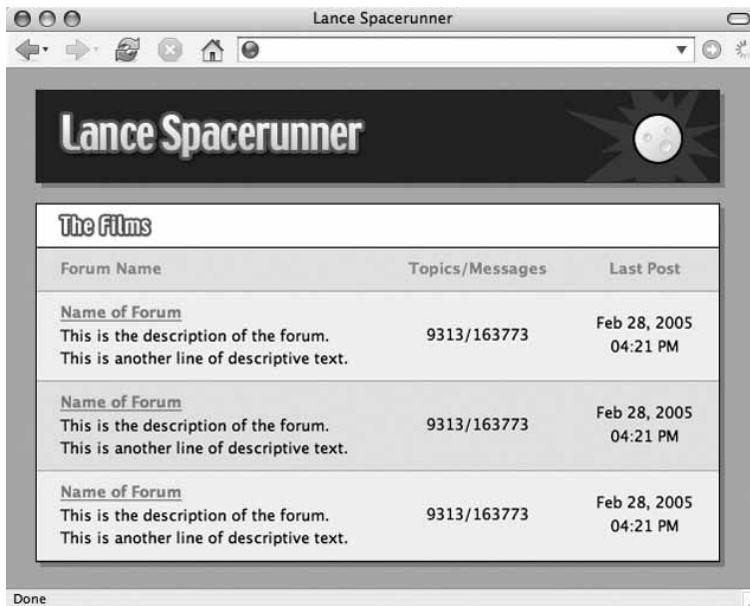 Lance Spacerunner
Lance Spacerunner
The Films
Forum Name Topics/Messages Last Post
Name of Forum
This is the description of the forum.
This is another line of descriptive text.
9313/163773
Feb 28, 2005
04:21 PM
Name of Forum
This is the description of the forum.
This is another line of descriptive text.
9313/163773
Feb 28, 2005
04:21 PM
Name of Forum
This is the description of the forum.
This is another line of descriptive text.
9313/163773
Feb 28, 2005
04:21 PM
Done